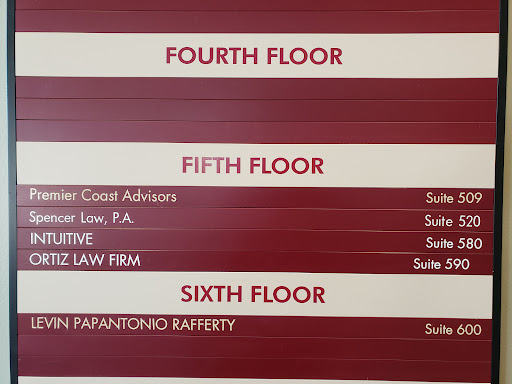 FOURTH FLOOR
FIFTH FLOOR
Premier Coast Advisors Suite 509
Spencer Law, P.A. Suite 520
INTUITIVE Suite 580
ORTIZ LAW FIRM Suite 590
SIXTH FLOOR
LEVIN PAPANTONIO RAFFERTY Suite 600